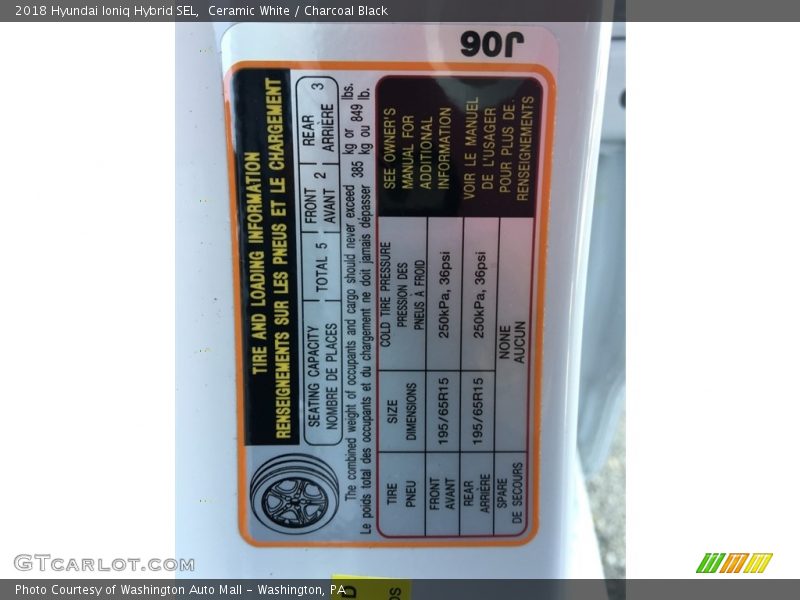 2018 Hyundai Ioniq Hybrid SEL,  Ceramic White / Charcoal Black
J06
TIRE AND LOADING INFORMATION
RENSEIGNEMENTS SUR LES PNEUS ET LE CHARGEMENT
SEATING CAPACITY
NOMBRE DE PLACES
TOTAL 5
FRONT
AVANT
2
REAR
ARRIÈRE
3
The combined weight of occupants and cargo should never exceed 385 kg or 849 lbs.
Le poids total des occupants et du chargement ne doit jamais dépasser 385 kg ou 849 lb.
TIRE
PNEU
SIZE
DIMENSIONS
COLD TIRE PRESSURE
PRESSION DES
PNEUS À FROID
FRONT
AVANT
195/65R15
250kPa, 36psi
REAR
ARRIÈRE
195/65R15
250kPa, 36psi
SPARE
DE SECOURS
NONE
AUCUN
SEE OWNER'S
MANUAL FOR
ADDITIONAL
INFORMATION
VOIR LE MANUEL
DE L'USAGER
POUR PLUS DE
RENSEIGNEMENTS
GTCARLOT.COM
Photo Courtesy of Washington Auto Mall - Washington, PA